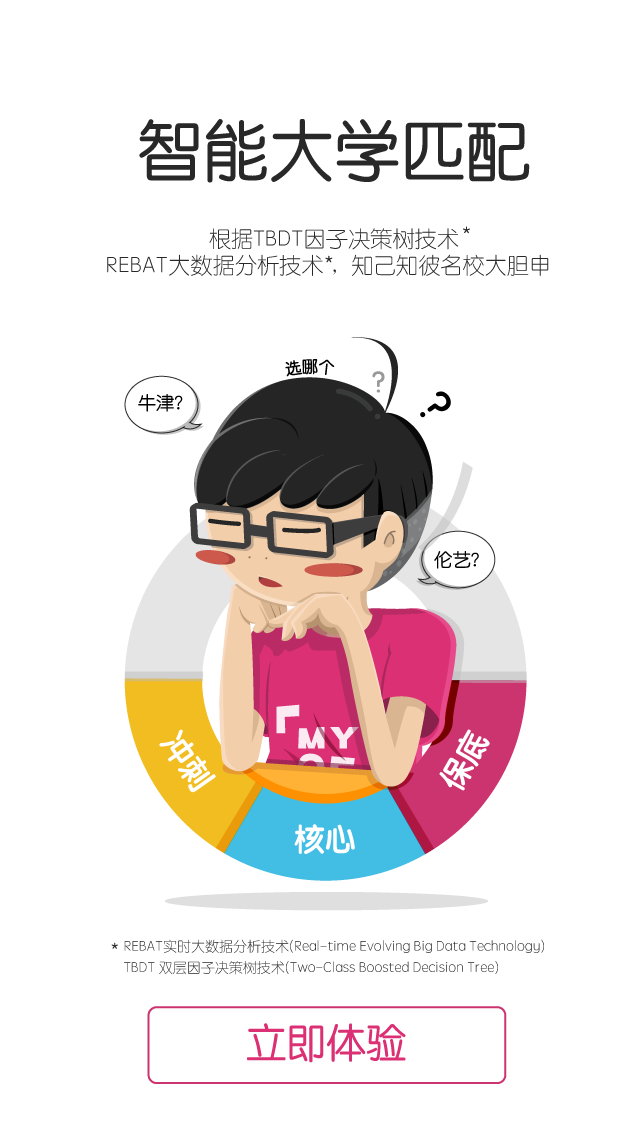 智能大学匹配
根据TBDT因子决策树技术*
REBAT大数据分析技术*，知己知彼名校大胆申
选哪个
?
?
牛津?
伦艺?
MY
冲刺
保底
核心
* REBAT实时大数据分析技术(Real-time Evolving Big Data Technology)
TBDT 双层因子决策树技术(Two-Class Boosted Decision Tree)
立即体验